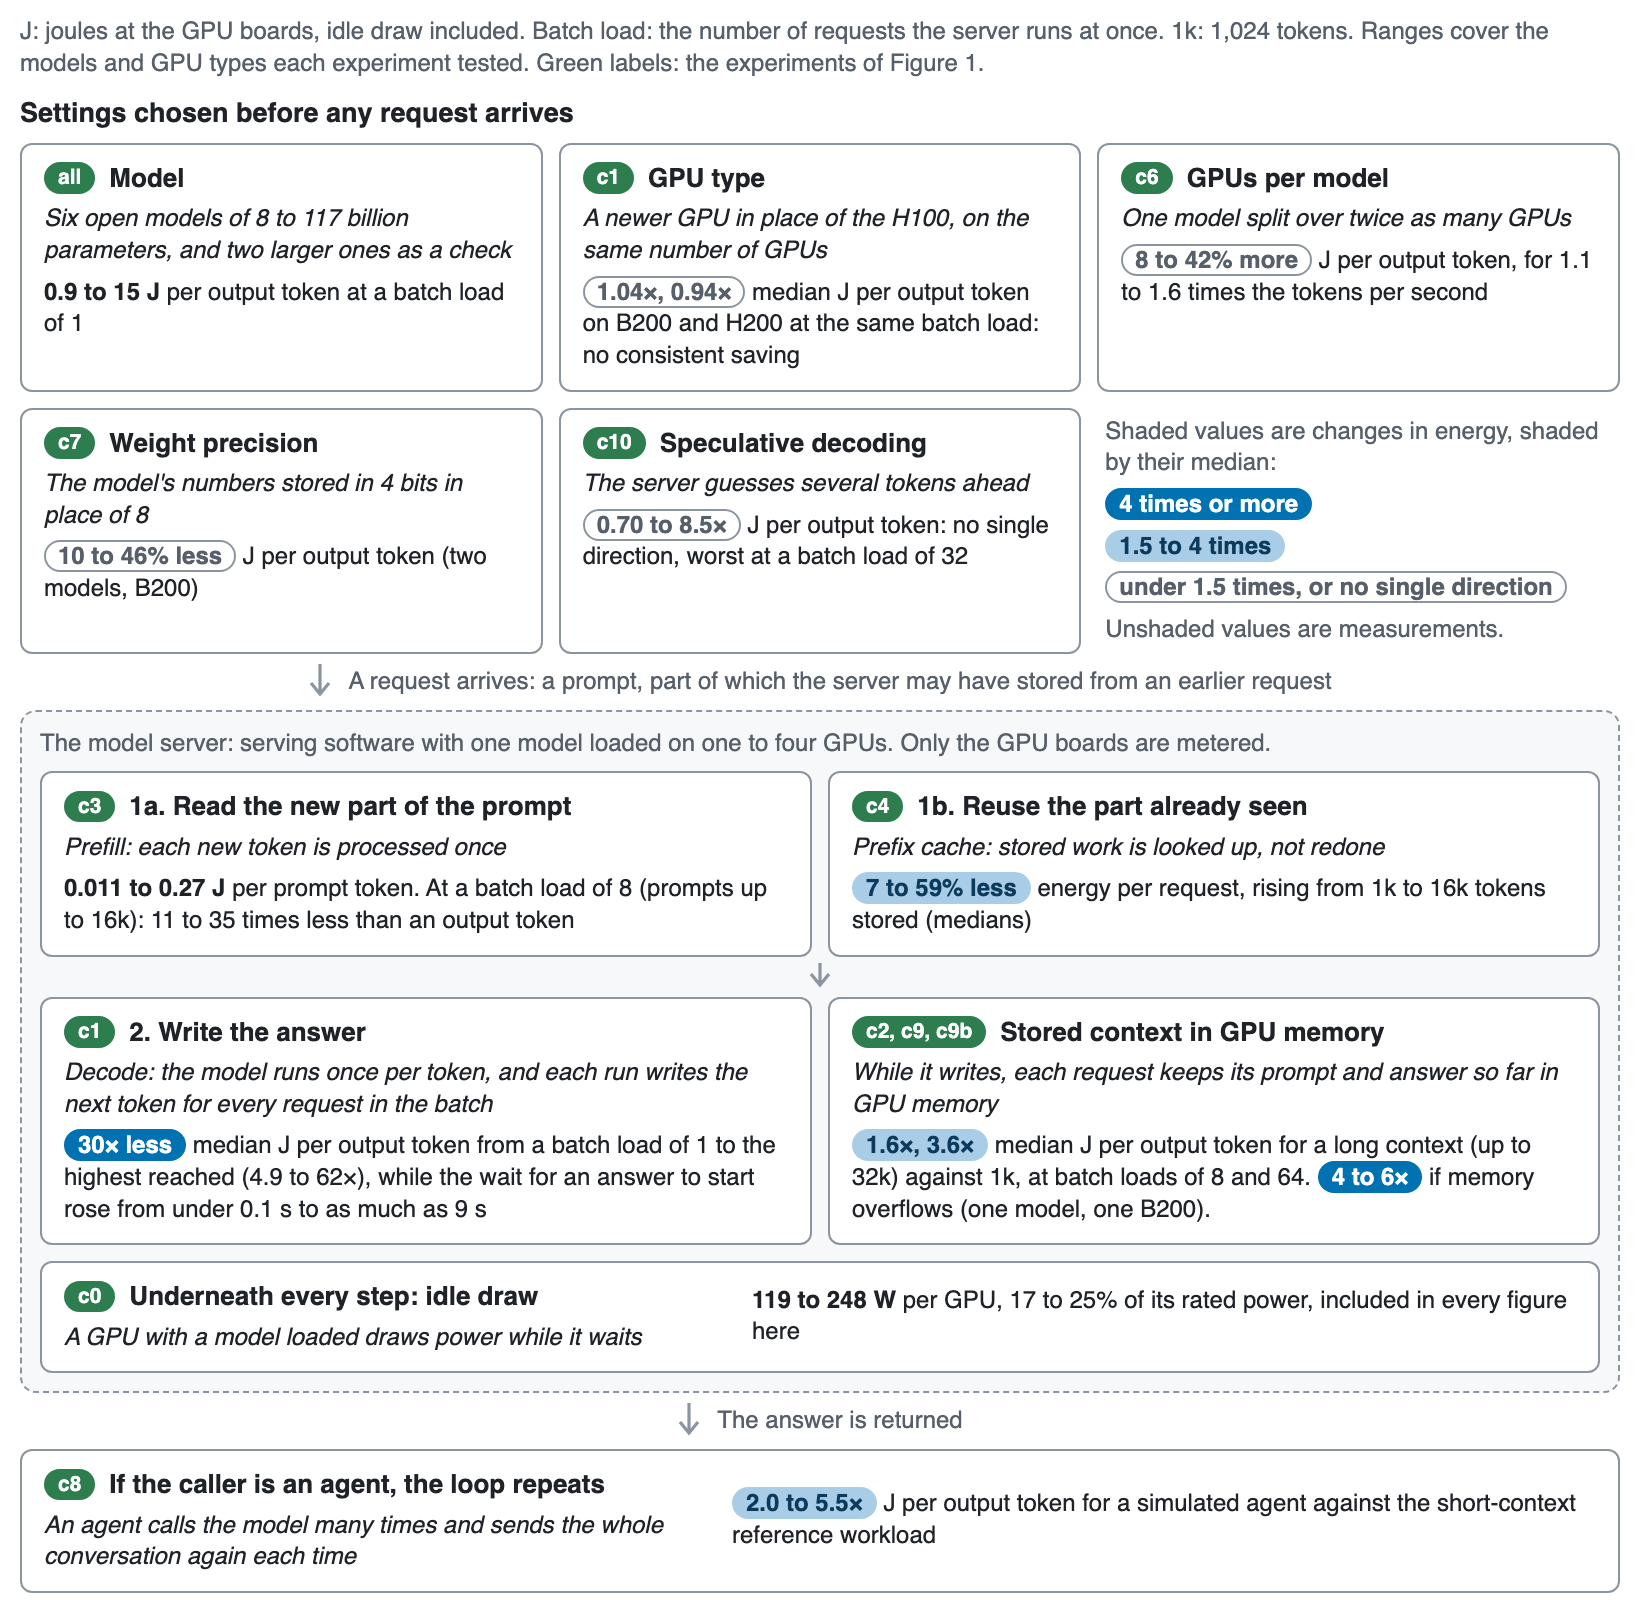 J: joules at the GPU boards, idle draw included. Batch load: the number of requests the server runs at once. 1k: 1,024 tokens. Ranges cover the
models and GPU types each experiment tested. Green labels: the experiments of Figure 1.
Settings chosen before any request arrives
all Model
Six open models of 8 to 117 billion
parameters, and two larger ones as a check
0.9 to 15 J per output token at a batch load
of 1
c1 GPU type
A newer GPU in place of the H100, on the
same number of GPUs
1.04×, 0.94× median J per output token
on B200 and H200 at the same batch load:
no consistent saving
c6 GPUs per model
One model split over twice as many GPUs
8 to 42% more J per output token, for 1.1
to 1.6 times the tokens per second
c7 Weight precision
The model's numbers stored in 4 bits in
place of 8
10 to 46% less J per output token (two
models, B200)
c10 Speculative decoding
The server guesses several tokens ahead
0.70 to 8.5× J per output token: no single
direction, worst at a batch load of 32
Shaded values are changes in energy, shaded
by their median:
4 times or more
1.5 to 4 times
under 1.5 times, or no single direction
Unshaded values are measurements.
A request arrives: a prompt, part of which the server may have stored from an earlier request
The model server: serving software with one model loaded on one to four GPUs. Only the GPU boards are metered.
c3 1a. Read the new part of the prompt
Prefill: each new token is processed once
0.011 to 0.27 J per prompt token. At a batch load of 8 (prompts up
to 16k): 11 to 35 times less than an output token
c4 1b. Reuse the part already seen
Prefix cache: stored work is looked up, not redone
7 to 59% less energy per request, rising from 1k to 16k tokens
stored (medians)
c1 2. Write the answer
Decode: the model runs once per token, and each run writes the
next token for every request in the batch
30× less median J per output token from a batch load of 1 to the
highest reached (4.9 to 62×), while the wait for an answer to start
rose from under 0.1 s to as much as 9 s
c2, c9, c9b Stored context in GPU memory
While it writes, each request keeps its prompt and answer so far in
GPU memory
1.6×, 3.6× median J per output token for a long context (up to
32k) against 1k, at batch loads of 8 and 64. 4 to 6× if memory
overflows (one model, one B200).
c0 Underneath every step: idle draw
A GPU with a model loaded draws power while it waits
119 to 248 W per GPU, 17 to 25% of its rated power, included in every figure
here
The answer is returned
c8 If the caller is an agent, the loop repeats
An agent calls the model many times and sends the whole
conversation again each time
2.0 to 5.5× J per output token for a simulated agent against the short-context
reference workload